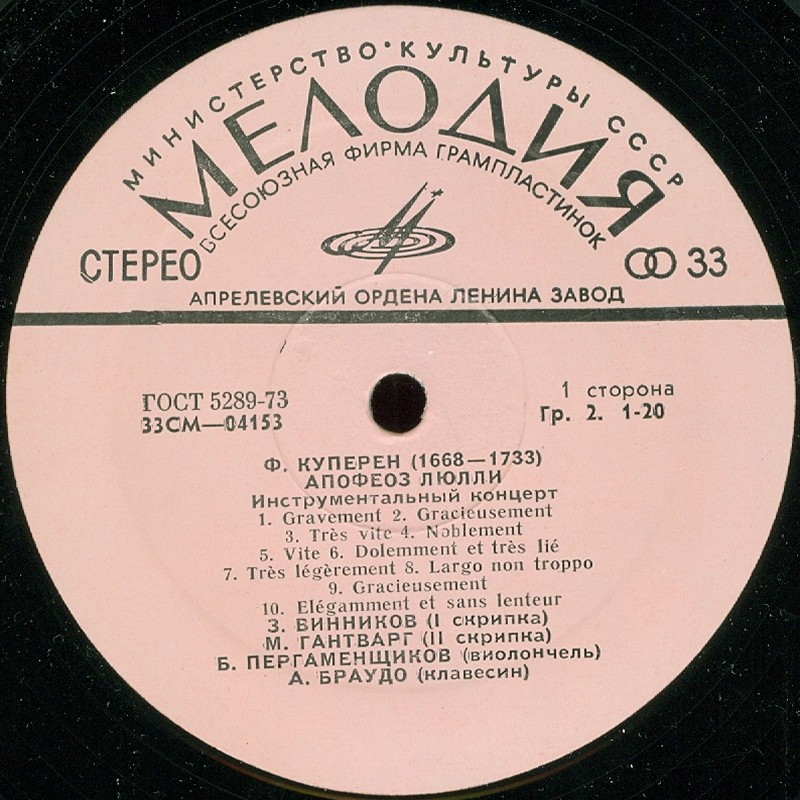 МИНИСТЕРСТВО·КУЛЬТУРЫ СССР
МЕЛОДИЯ
ВСЕСОЮЗНАЯ ФИРМА ГРАМПЛАСТИНОК
СТЕРЕО
33
АПРЕЛЕВСКИЙ ОРДЕНА ЛЕНИНА ЗАВОД
ГОСТ 5289-73
33СМ—04153
1 сторона
Гр. 2. 1-20
Ф. КУПЕРЕН (1668—1733)
АПОФЕОЗ ЛЮЛЛИ
Инструментальный концерт
1. Gravement 2. Gracieusement
3. Très vite 4. Noblement
5. Vite 6. Dolemment et très lié
7. Très légèrement 8. Largo non troppo
9. Gracieusement
10. Elégamment et sans lenteur
З. ВИННИКОВ (I скрипка)
М. ГАНТВАРГ (II скрипка)
Б. ПЕРГАМЕНЩИКОВ (виолончель)
А. БРАУДО (клавесин)